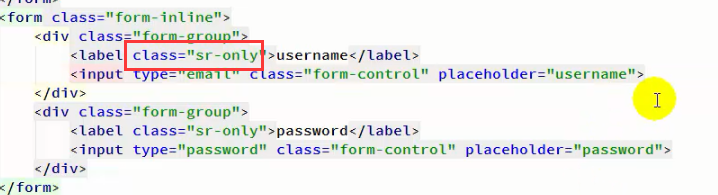 </form>
<form class="form-inline">
<div class="form-group">
<label class="sr-only">username</label>
<input type="email" class="form-control" placeholder="username">
</div>
<div class="form-group">
<label class="sr-only">password</label>
<input type="password" class="form-control" placeholder="password">
</div>
</form>